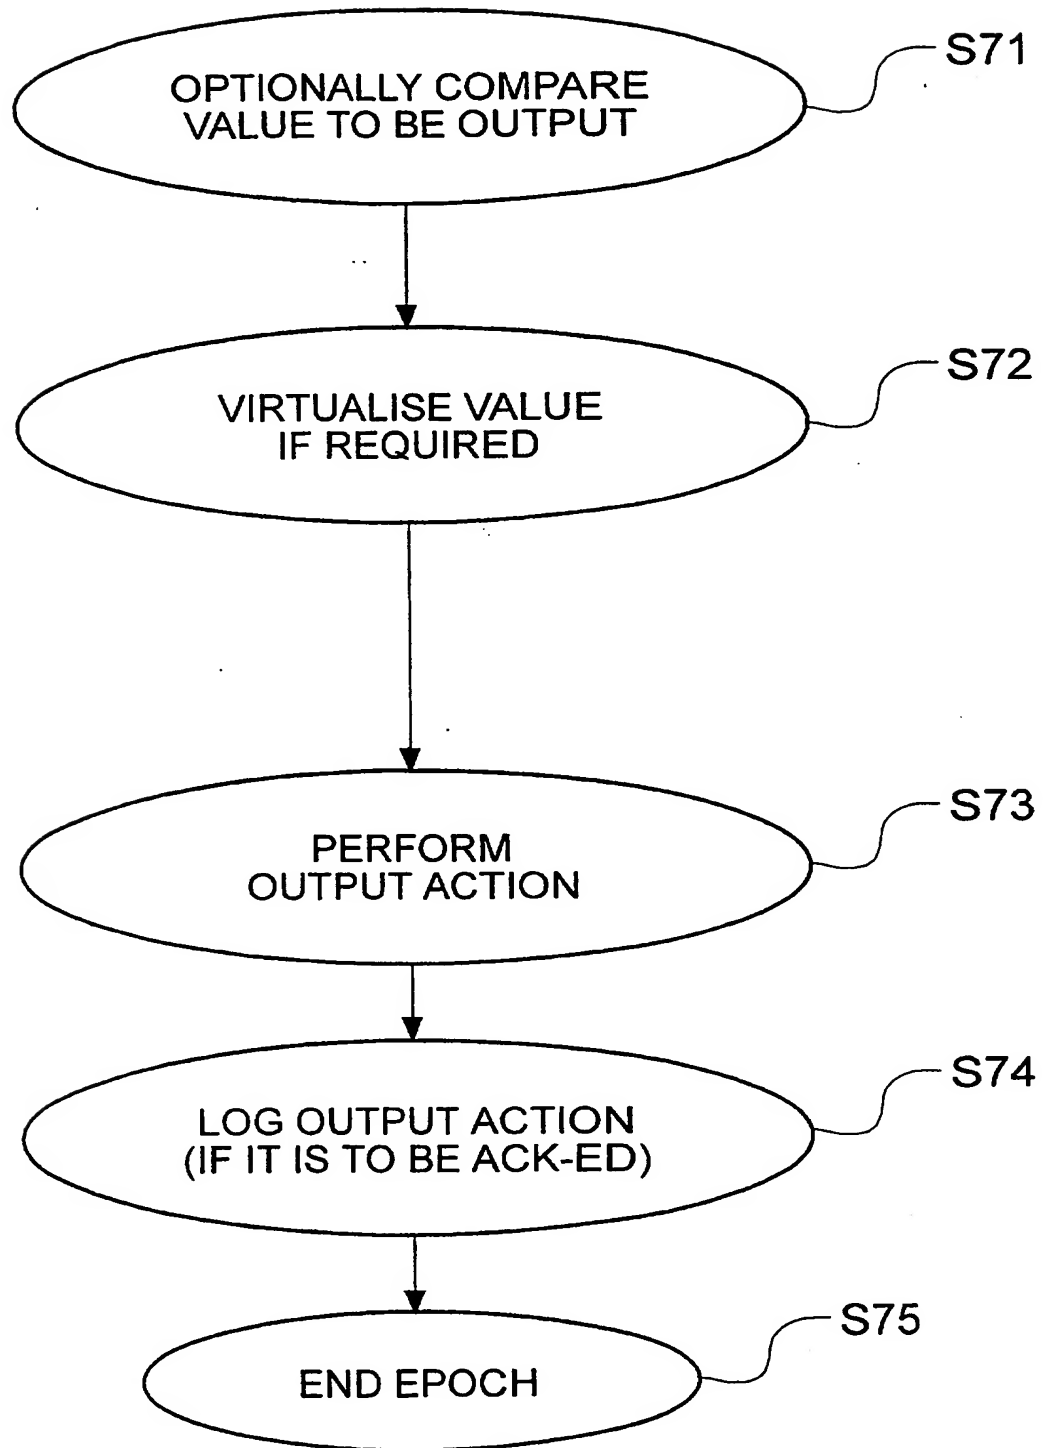 OPTIONALLY COMPARE
VALUE TO BE OUTPUT
S71
VIRTUALISE VALUE
IF REQUIRED
S72
PERFORM
OUTPUT ACTION
S73
LOG OUTPUT ACTION
(IF IT IS TO BE ACK-ED)
S74
END EPOCH
S75